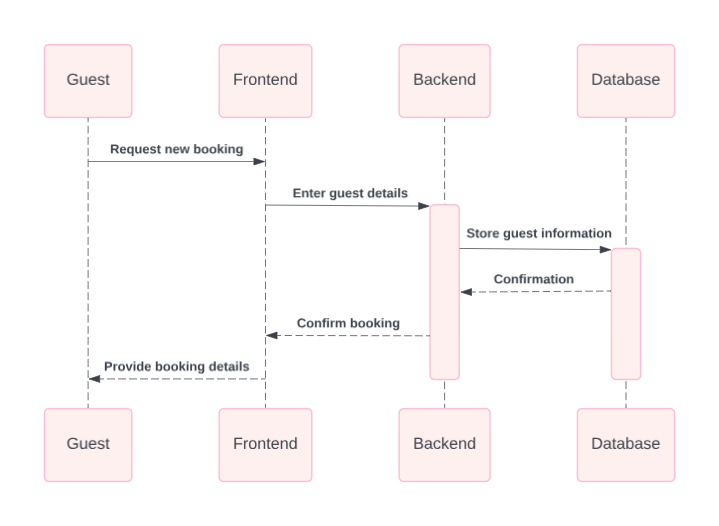 Guest
Frontend
Backend
Database
Request new booking
Enter guest details
Store guest information
Confirmation
Confirm booking
Provide booking details
Guest
Frontend
Backend
Database